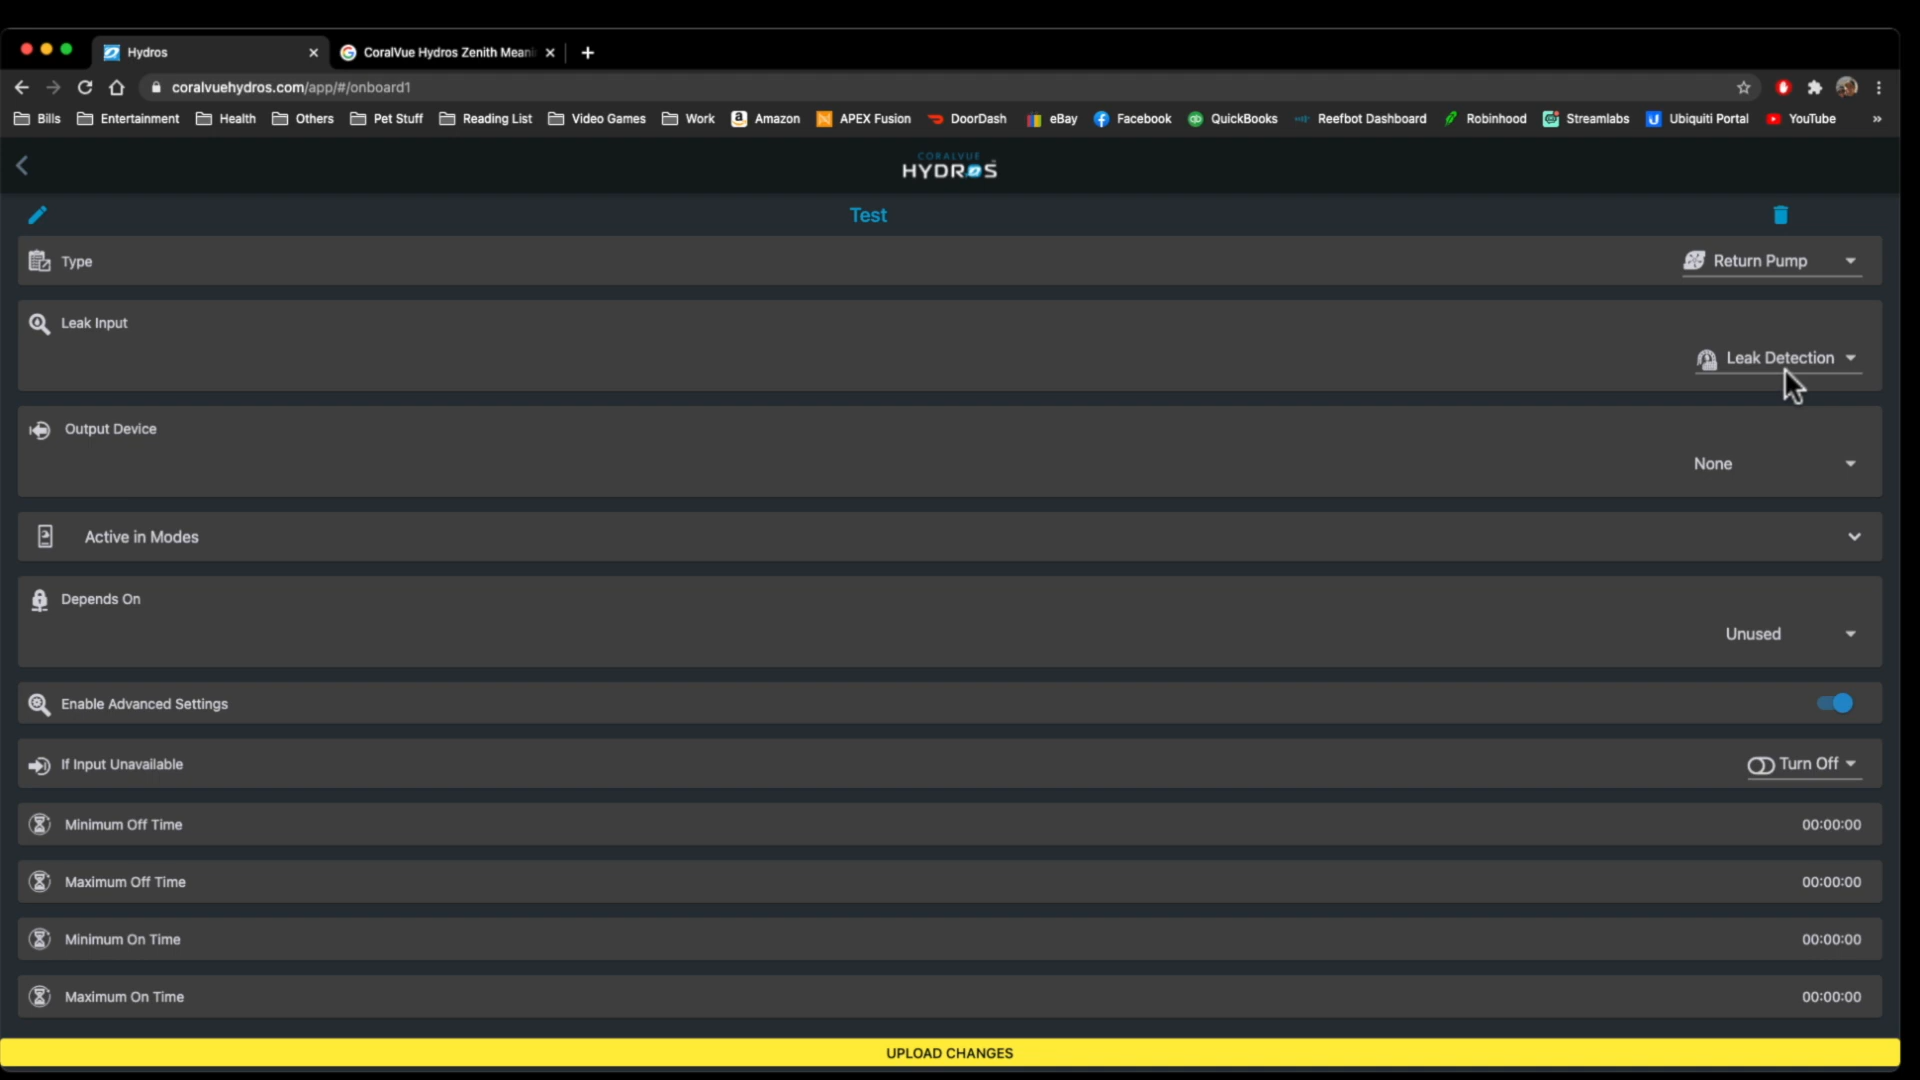 Hydros
CoralVue Hydros Zenith Meani
coralvuehydros.com/app/#/onboard1
Bills Entertainment Health Others Pet Stuff Reading List Video Games Work Amazon APEX Fusion DoorDash eBay Facebook QuickBooks Reefbot Dashboard Robinhood Streamlabs Ubiquiti Portal YouTube »
CORALVUE
HYDROS
Test
Type Return Pump
Leak Input
Leak Detection
Output Device
None
Active in Modes
Depends On
Unused
Enable Advanced Settings
If Input Unavailable Turn Off
Minimum Off Time 00:00:00
Maximum Off Time 00:00:00
Minimum On Time 00:00:00
Maximum On Time 00:00:00
UPLOAD CHANGES